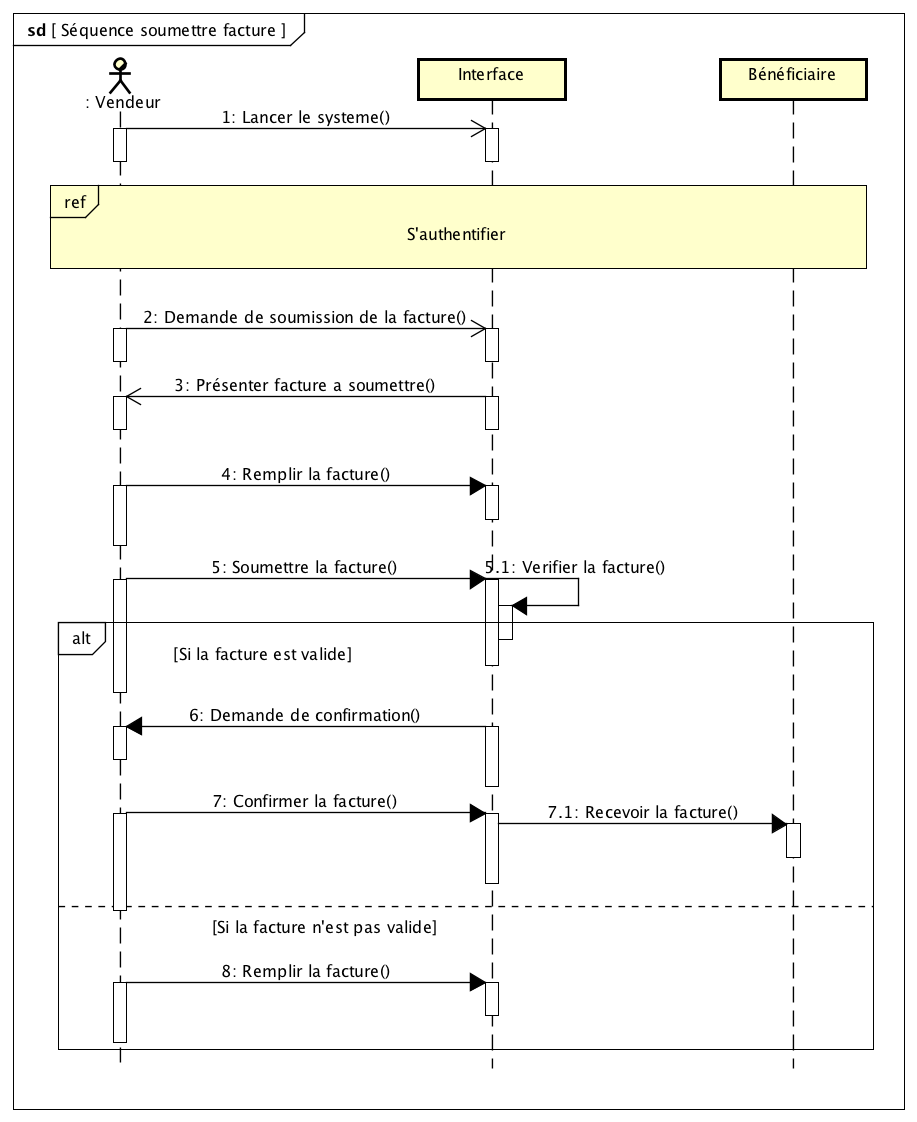 sd [ Séquence soumettre facture ]
: Vendeur
Interface
Bénéficiaire
1: Lancer le systeme()
ref
S'authentifier
2: Demande de soumission de la facture()
3: Présenter facture a soumettre()
4: Remplir la facture()
5: Soumettre la facture()
5.1: Verifier la facture()
alt
[Si la facture est valide]
6: Demande de confirmation()
7: Confirmer la facture()
7.1: Recevoir la facture()
[Si la facture n'est pas valide]
8: Remplir la facture()